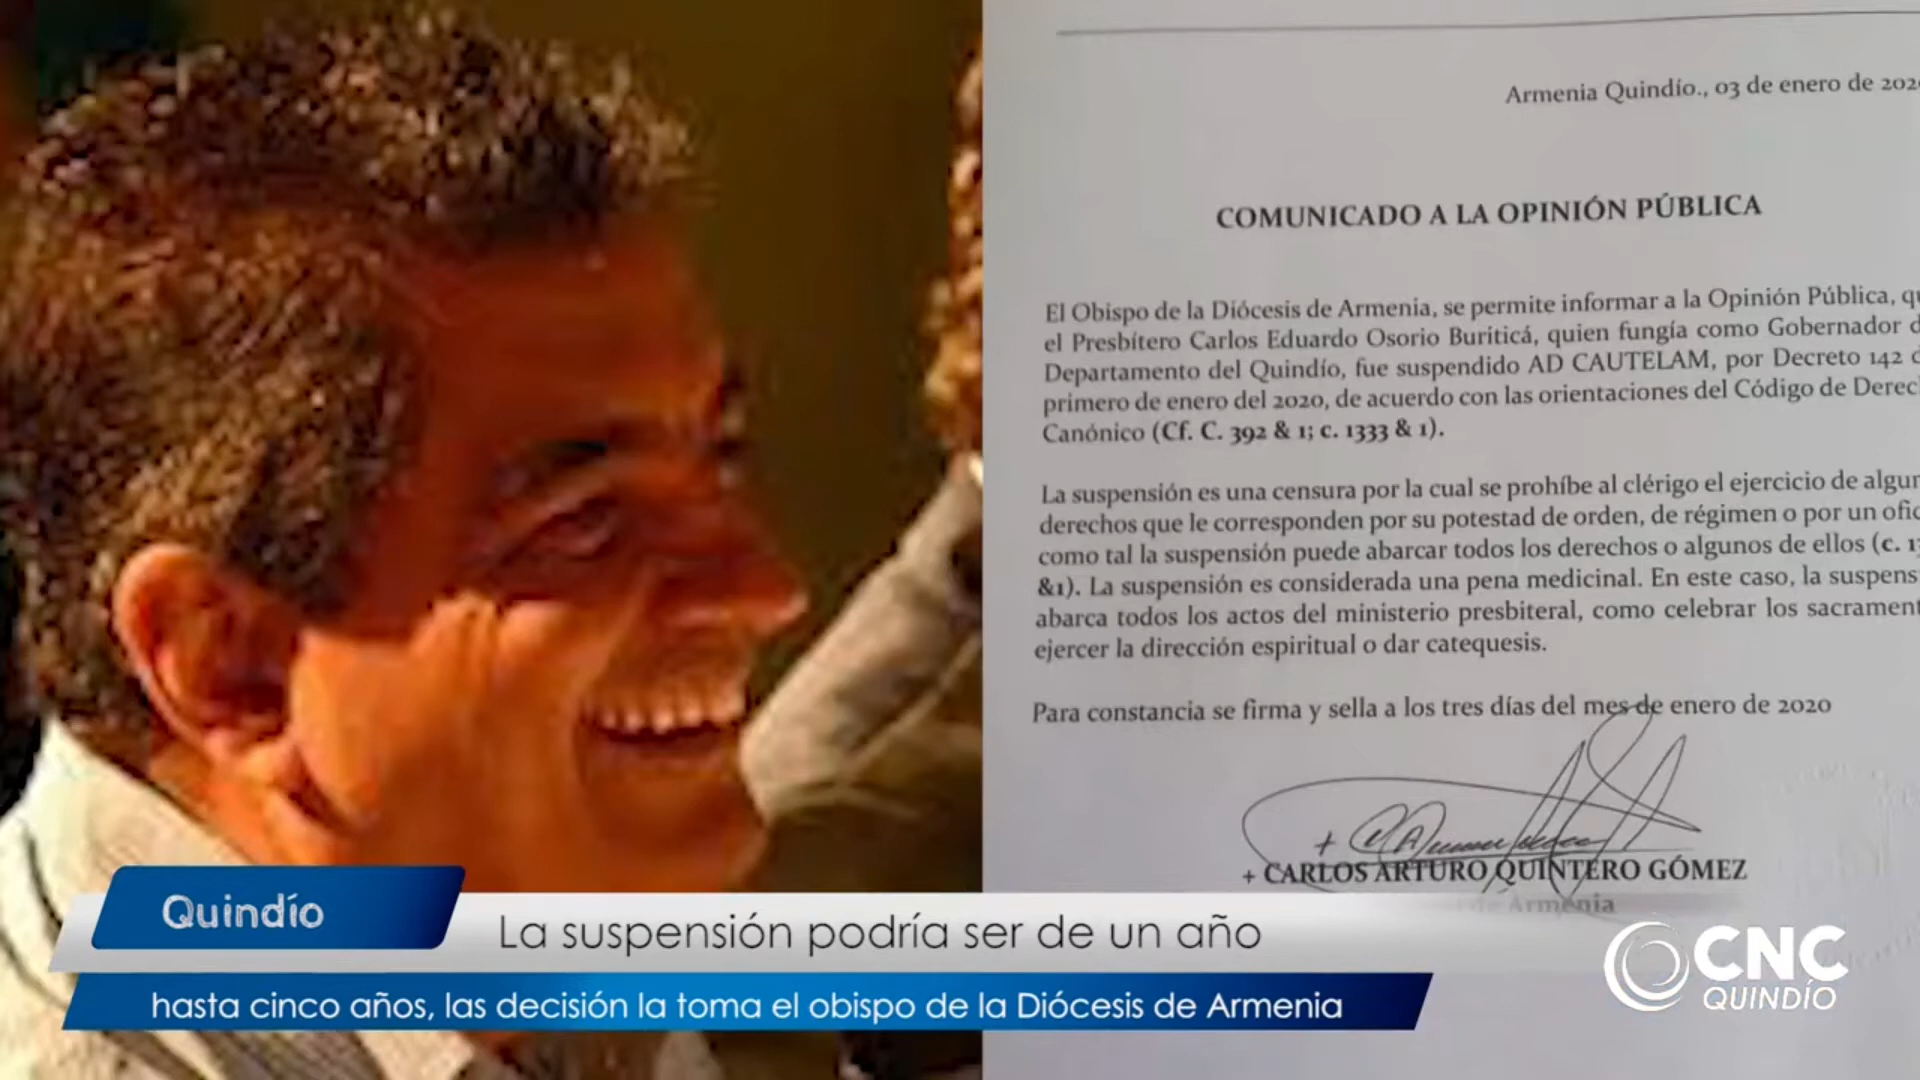 Armenia Quindío., 03 de enero de
COMUNICADO A LA OPINIÓN PÚBLICA
El Obispo de la Diócesis de Armenia, se permite informar a la Opinión Pública,
el Presbítero Carlos Eduardo Osorio Buriticá, quien fungía como Gobernador
Departamento del Quindío, fue suspendido AD CAUTELAM, por Decreto 142
primero de enero del 2020, de acuerdo con las orientaciones del Código de
Canónico (Cf. C. 392 & 1; c. 1333 & 1).
La suspensión es una censura por la cual se prohíbe al clérigo el ejercicio de
derechos que le corresponden por su potestad de orden, de régimen o por un
como tal la suspensión puede abarcar todos los derechos o algunos de ellos (c.
&1). La suspensión es considerada una pena medicinal. En este caso, la
abarca todos los actos del ministerio presbiteral, como celebrar los
ejercer la dirección espiritual o dar catequesis.
Para constancia se firma y sella a los tres días del mes de enero de 2020
+ CARLOS ARTURO QUINTERO GÓMEZ
de Armenia
Quindío
La suspensión podría ser de un año
hasta cinco años, las decisión la toma el obispo de la Diócesis de Armenia
CNC
QUINDÍO